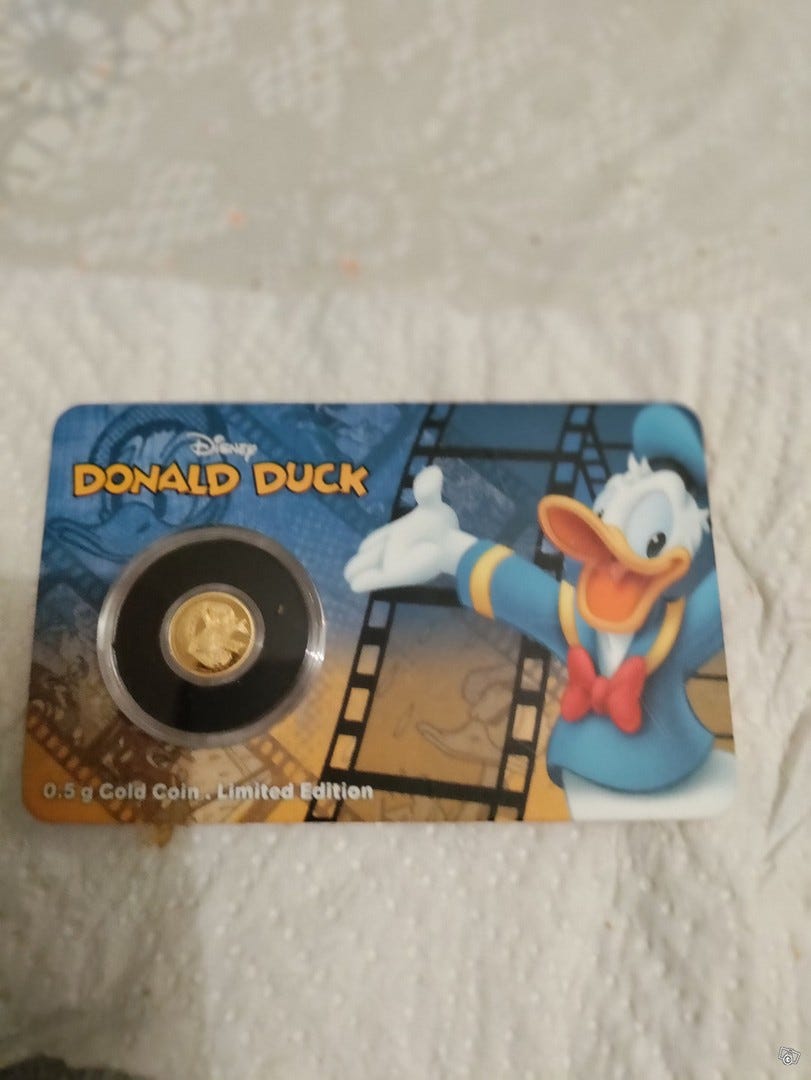 Disney
DONALD DUCK
0.5 g Gold Coin . Limited Edition